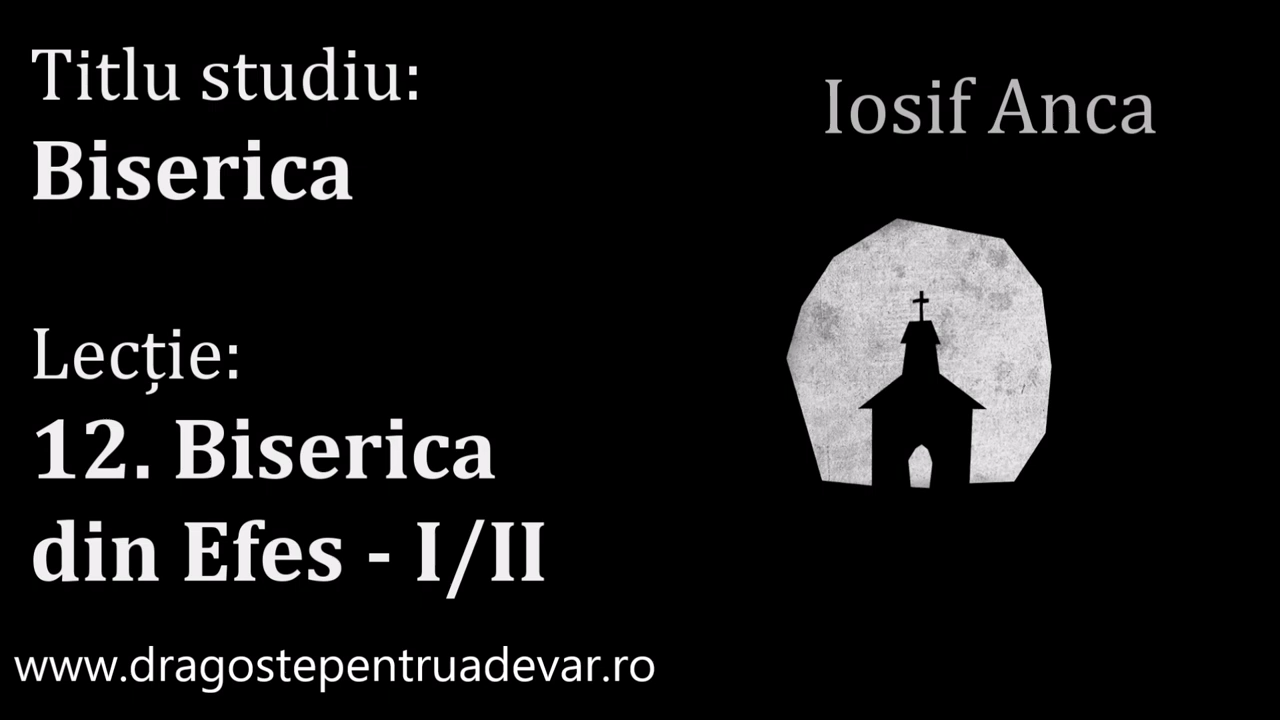 Titlu studiu:
Biserica
Iosif Anca
Lecție:
12. Biserica
din Efes - I/II
www.dragostepentruadevar.ro